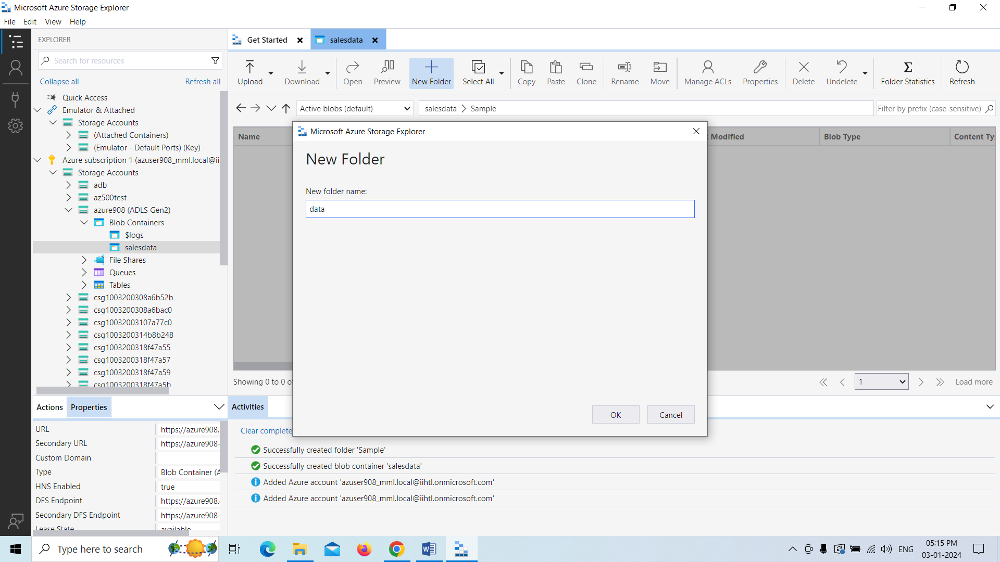 Microsoft Azure Storage Explorer
File Edit View Help
EXPLORER
Search for resources
Collapse all Refresh all
Quick Access
Emulator & Attached
Storage Accounts
(Attached Containers)
(Emulator - Default Ports) (Key)
Azure subscription 1 (azuser908_mml.local@ii
Storage Accounts
adb
az500test
azure908 (ADLS Gen2)
Blob Containers
$logs
salesdata
File Shares
Queues
Tables
csg1003200308a6b52b
csg1003200308a6bac0
csg10032003107a77c0
csg1003200314b8b248
csg1003200318f47a55
csg1003200318f47a57
csg1003200318f47a59
csg1003200318f47a5b
Actions Properties
URL https://azure908.
Secondary URL https://azure908-
Custom Domain
Type Blob Container (A
HNS Enabled true
DFS Endpoint https://azure908.
Secondary DFS Endpoint https://azure908-
Lease State available
Get Started salesdata
Upload Download Open Preview New Folder Select All Copy Paste Clone Rename Move Manage ACLs Properties Delete Undelete Folder Statistics Refresh
Active blobs (default) salesdata Sample Filter by prefix (case-sensitive)
Name Modified Blob Type Content Ty
Microsoft Azure Storage Explorer
New Folder
New folder name:
data
OK Cancel
Showing 0 to 0 o
1 Load more
Activities
Clear complete
Successfully created folder 'Sample'
Successfully created blob container 'salesdata'
Added Azure account 'azuser908_mml.local@iihtl.onmicrosoft.com'
Added Azure account 'azuser908_mml.local@iihtl.onmicrosoft.com'
Type here to search
ENG
05:15 PM
03-01-2024